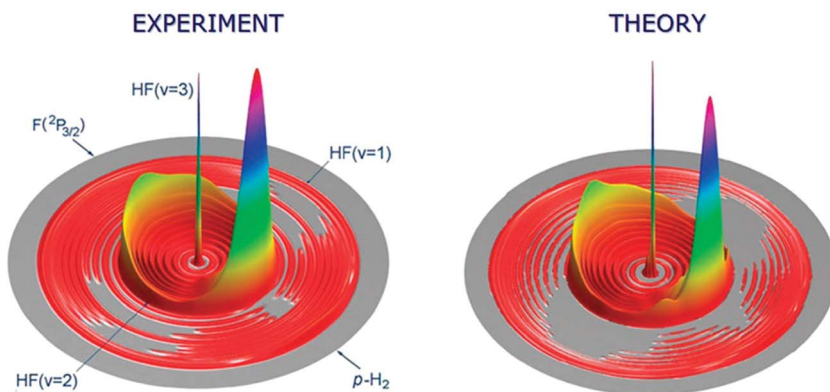 EXPERIMENT
THEORY
HF(v=3)
F(²P₃/₂)
HF(v=1)
HF(v=2)
p-H₂